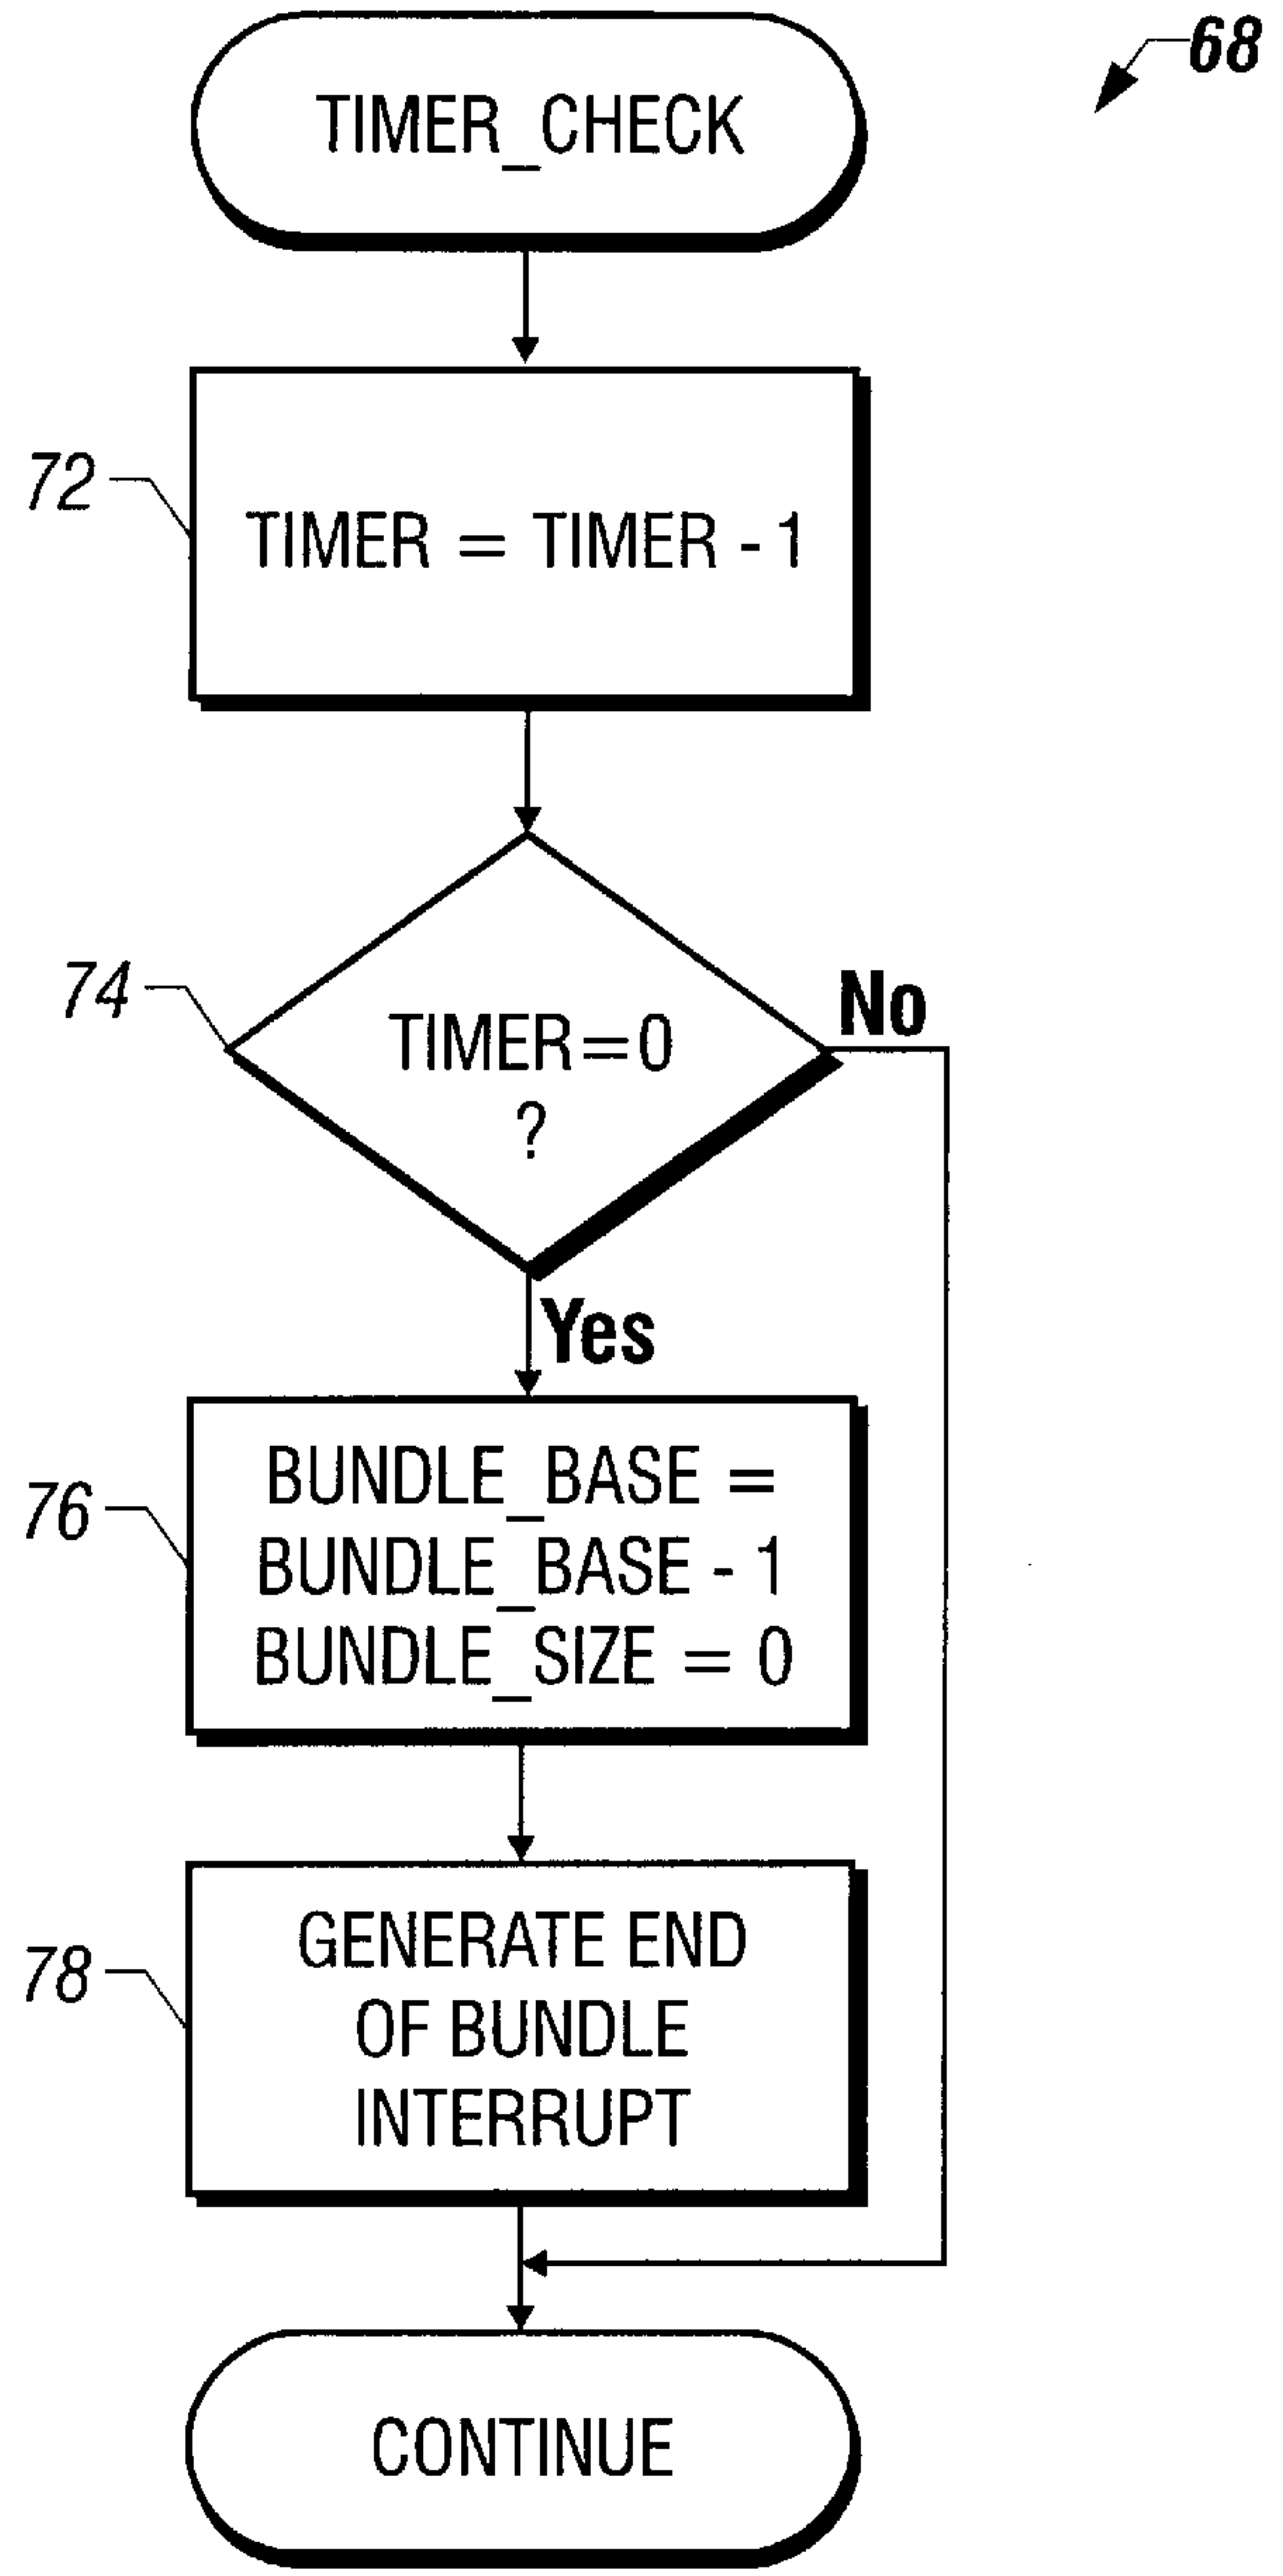 68
TIMER_CHECK
72
TIMER = TIMER - 1
74
TIMER=0
?
No
Yes
76
BUNDLE_BASE =
BUNDLE_BASE - 1
BUNDLE_SIZE = 0
78
GENERATE END
OF BUNDLE
INTERRUPT
CONTINUE